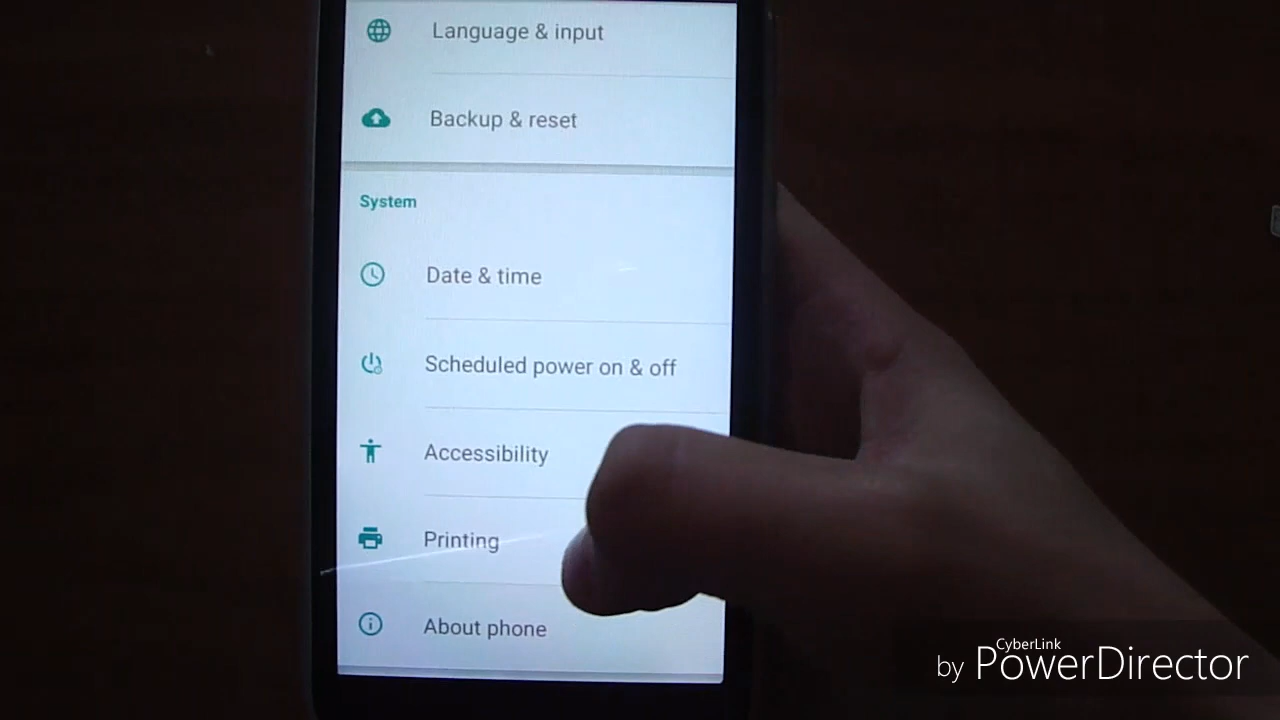 Language & input
Backup & reset
System
Date & time
Scheduled power on & off
Accessibility
Printing
About phone
CyberLink
by PowerDirector